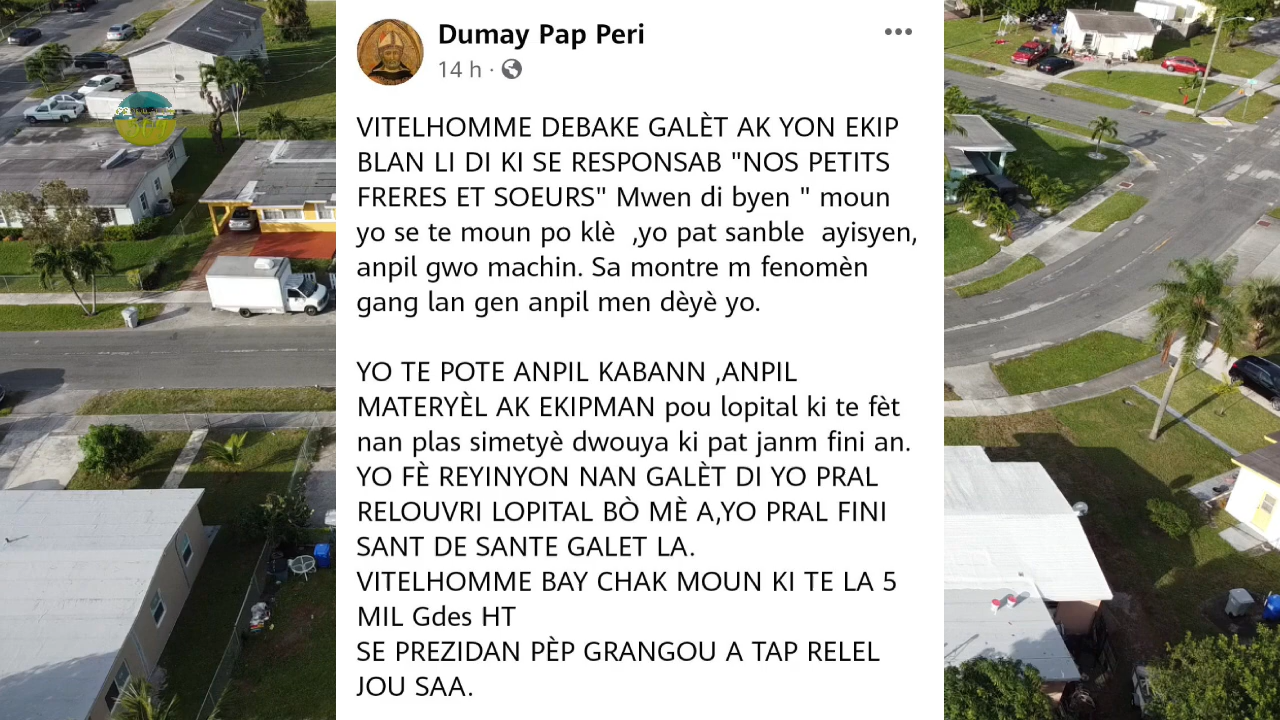 Dumay Pap Peri
14 h ·
VITELHOMME DEBAKE GALÈT AK YON EKIP
BLAN LI DI KI SE RESPONSAB "NOS PETITS
FRERES ET SOEURS" Mwen di byen " moun
yo se te moun po klè ,yo pat sanble ayisyen,
anpil gwo machin. Sa montre m fenomèn
gang lan gen anpil men dèyè yo.
YO TE POTE ANPIL KABANN ,ANPIL
MATERYÈL AK EKIPMAN pou lopital ki te fèt
nan plas simetyè dwouya ki pat janm fini an.
YO FÈ REYINYON NAN GALÈT DI YO PRAL
RELOUVRI LOPITAL BÒ MÈ A,YO PRAL FINI
SANT DE SANTE GALET LA.
VITELHOMME BAY CHAK MOUN KI TE LA 5
MIL Gdes HT
SE PREZIDAN PÈP GRANGOU A TAP RELEL
JOU SAA.